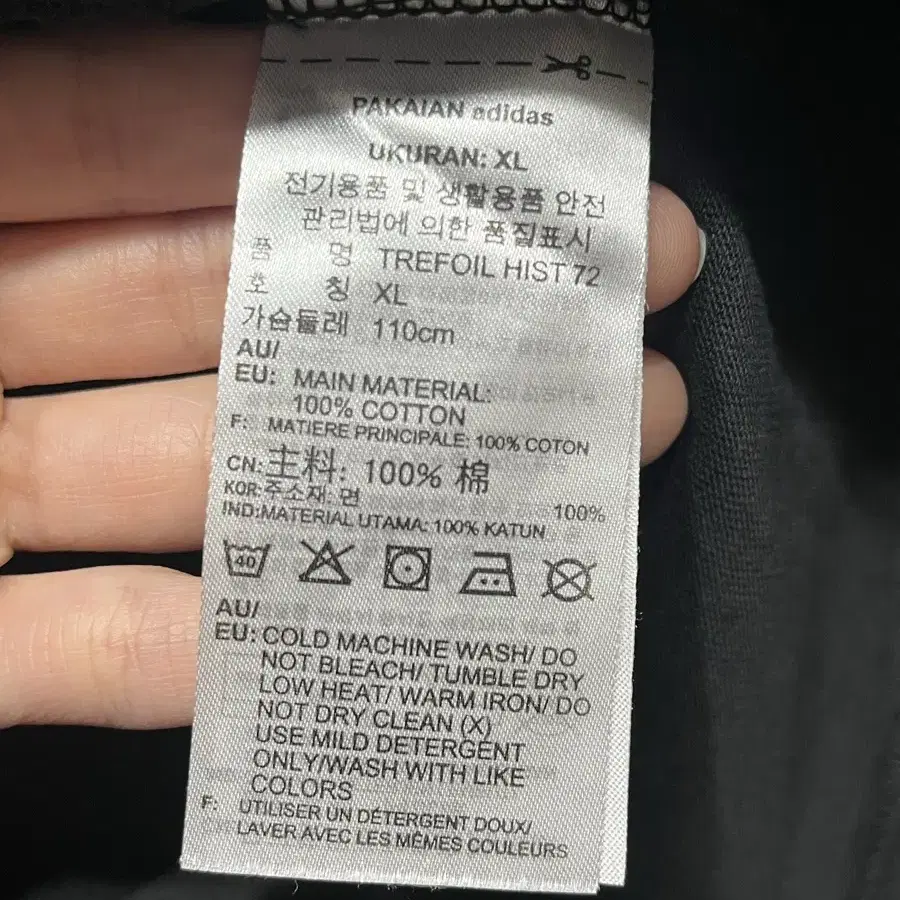 PAKAIAN adidas
UKURAN: XL
전기용품 및 생활용품 안전
관리법에 의한 품질표시
품 명 TREFOIL HIST 72
호 칭 XL
가슴둘레 110cm
AU/
EU: MAIN MATERIAL:
100% COTTON
F: MATIERE PRINCIPALE: 100% COTON
CN: 主料: 100% 棉
KOR: 주소재: 면 100%
IND: MATERIAL UTAMA: 100% KATUN
40
AU/
EU: COLD MACHINE WASH/ DO
NOT BLEACH/ TUMBLE DRY
LOW HEAT/ WARM IRON/ DO
NOT DRY CLEAN (X)
USE MILD DETERGENT
ONLY/WASH WITH LIKE
COLORS
F: UTILISER UN DÉTERGENT DOUX/
LAVER AVEC LES MÊMES COULEURS